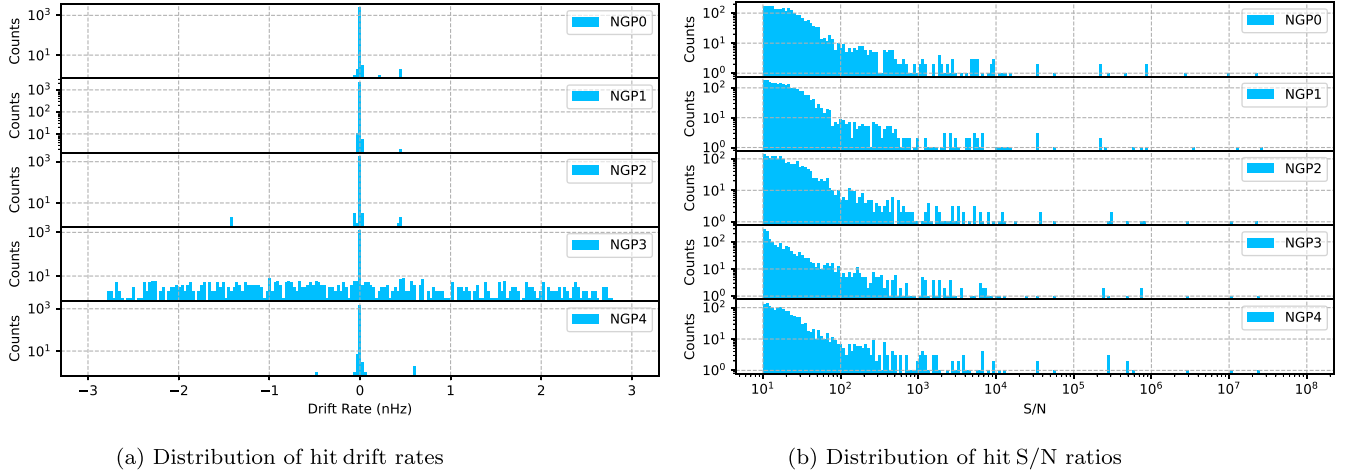 NGP0
10³
10¹
Counts
NGP1
10³
10¹
Counts
NGP2
10³
10¹
Counts
NGP3
10³
10¹
Counts
NGP4
10³
10¹
Counts
−3 −2 −1 0 1 2 3
Drift Rate (nHz)
(a) Distribution of hit drift rates
NGP0
10²
10¹
10⁰
Counts
NGP1
10²
10¹
10⁰
Counts
NGP2
10²
10¹
10⁰
Counts
NGP3
10²
10¹
10⁰
Counts
NGP4
10²
10¹
10⁰
Counts
10¹ 10² 10³ 10⁴ 10⁵ 10⁶ 10⁷ 10⁸
S/N
(b) Distribution of hit S/N ratios